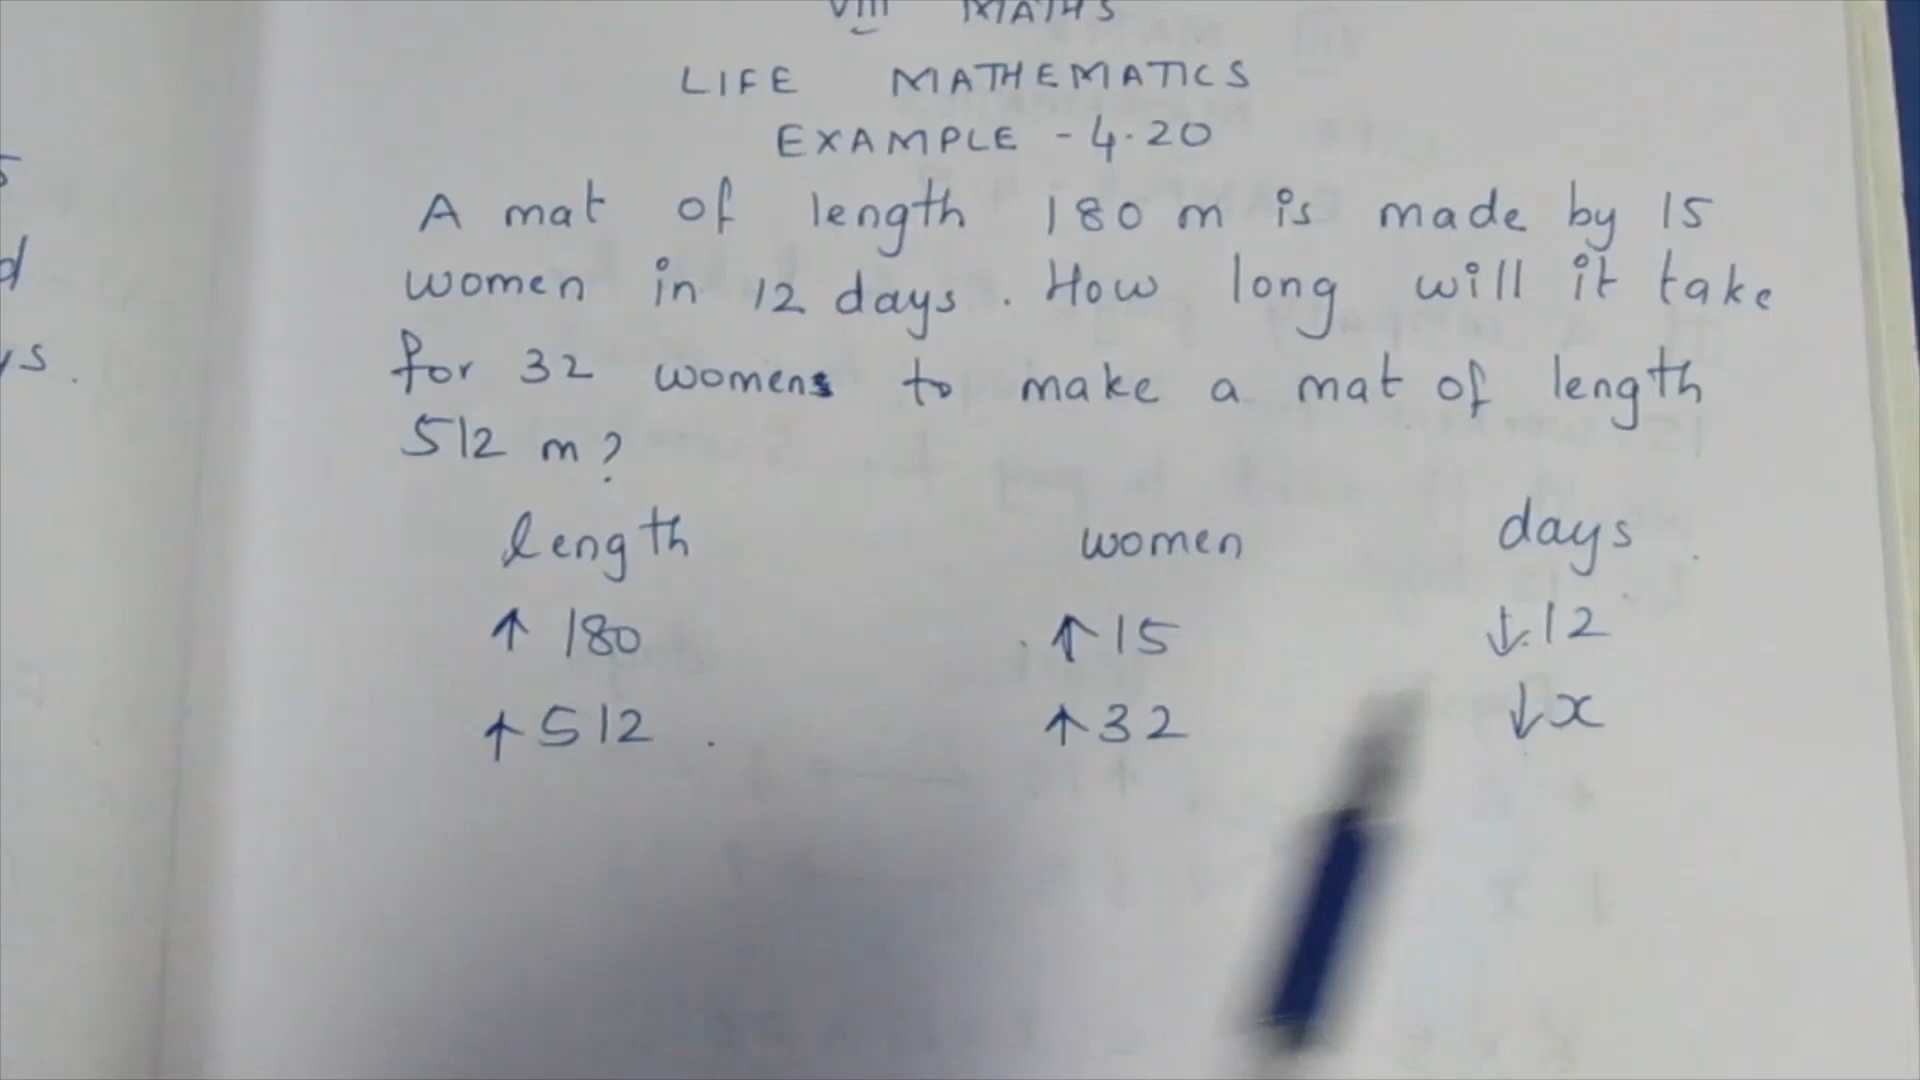 VIII MATHS
LIFE MATHEMATICS
EXAMPLE - 4.20
A mat of length 180 m is made by 15
women in 12 days. How long will it take
for 32 womens to make a mat of length
512 m?
length women days
↑ 180 ↑ 15 ↓ 12
↑ 512 ↑ 32 ↓ x